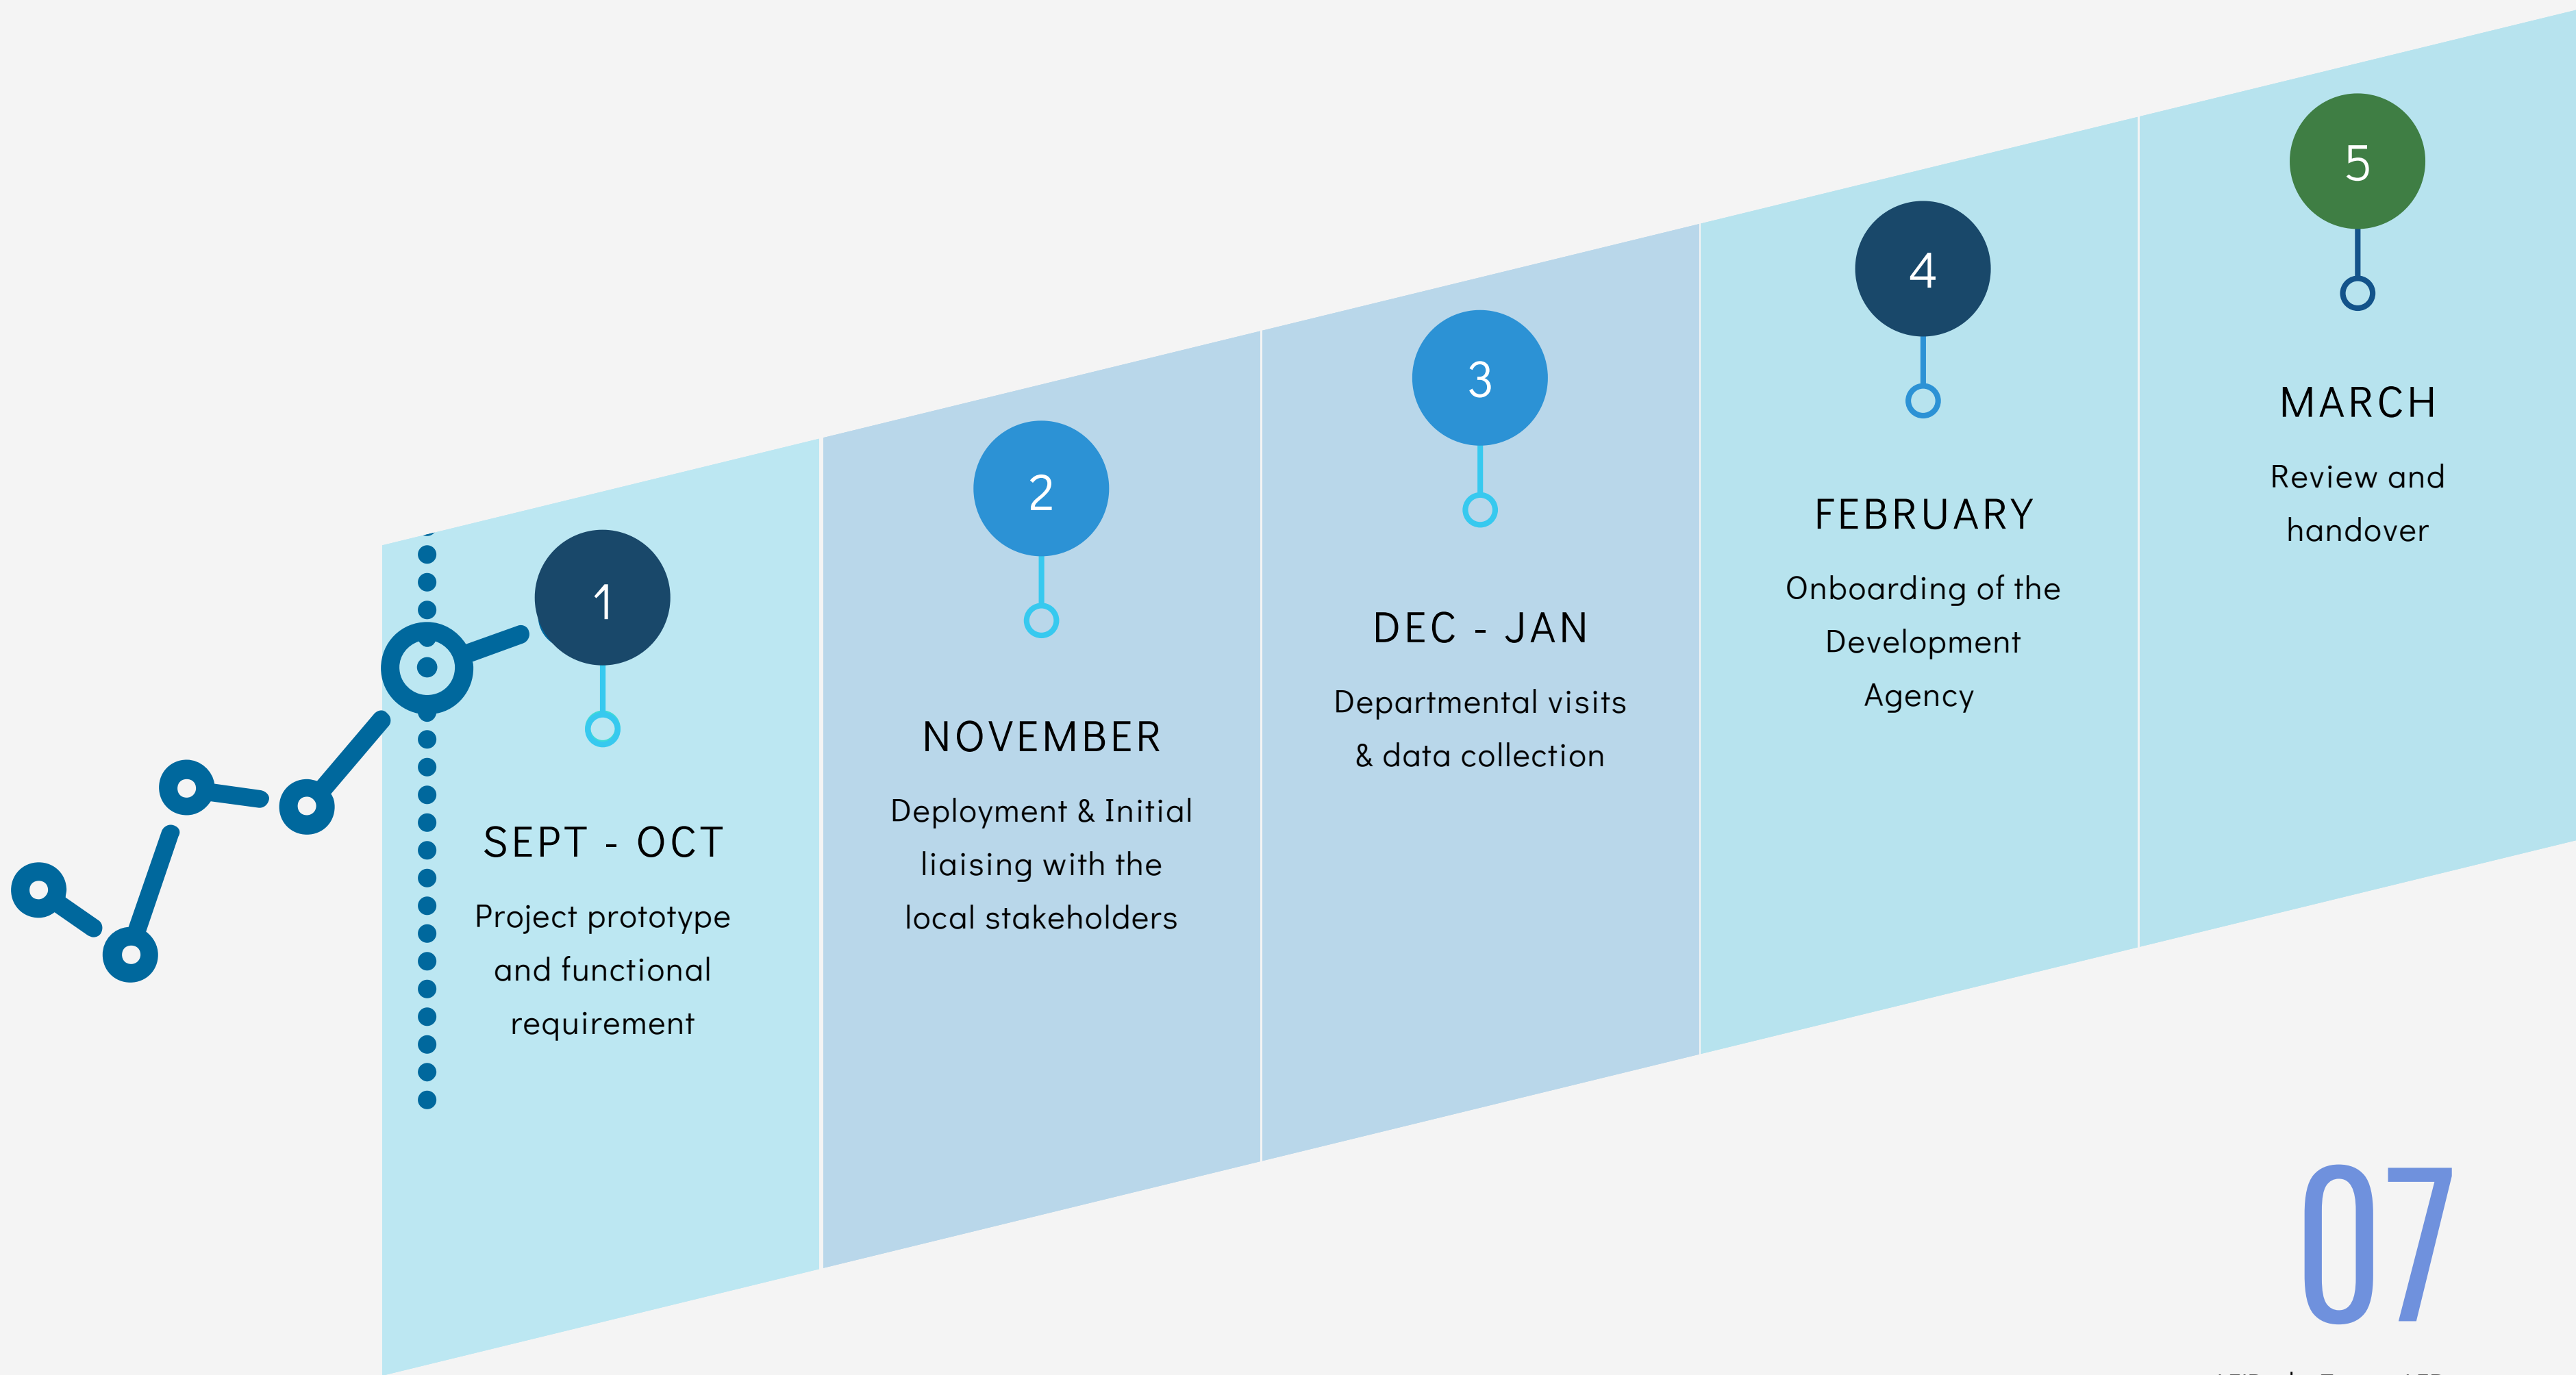 1
SEPT - OCT
Project prototype
and functional
requirement
2
NOVEMBER
Deployment & Initial
liaising with the
local stakeholders
3
DEC - JAN
Departmental visits
& data collection
4
FEBRUARY
Onboarding of the
Development
Agency
5
MARCH
Review and
handover
07